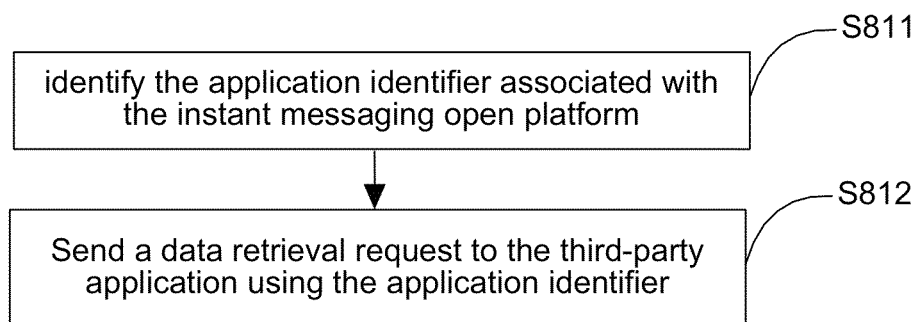 S811
identify the application identifier associated with
the instant messaging open platform
S812
Send a data retrieval request to the third-party
application using the application identifier